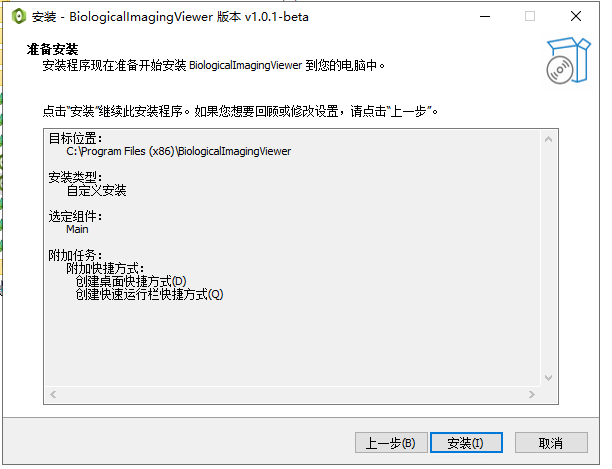 安装 - BiologicalImagingViewer 版本 v1.0.1-beta
准备安装
安装程序现在准备开始安装 BiologicalImagingViewer 到您的电脑中。
点击“安装”继续此安装程序。如果您想要回顾或修改设置，请点击“上一步”。
目标位置：
C:\Program Files (x86)\BiologicalImagingViewer
安装类型：
自定义安装
选定组件：
Main
附加任务：
附加快捷方式：
创建桌面快捷方式(D)
创建快速运行栏快捷方式(Q)
上一步(B) 安装(I) 取消